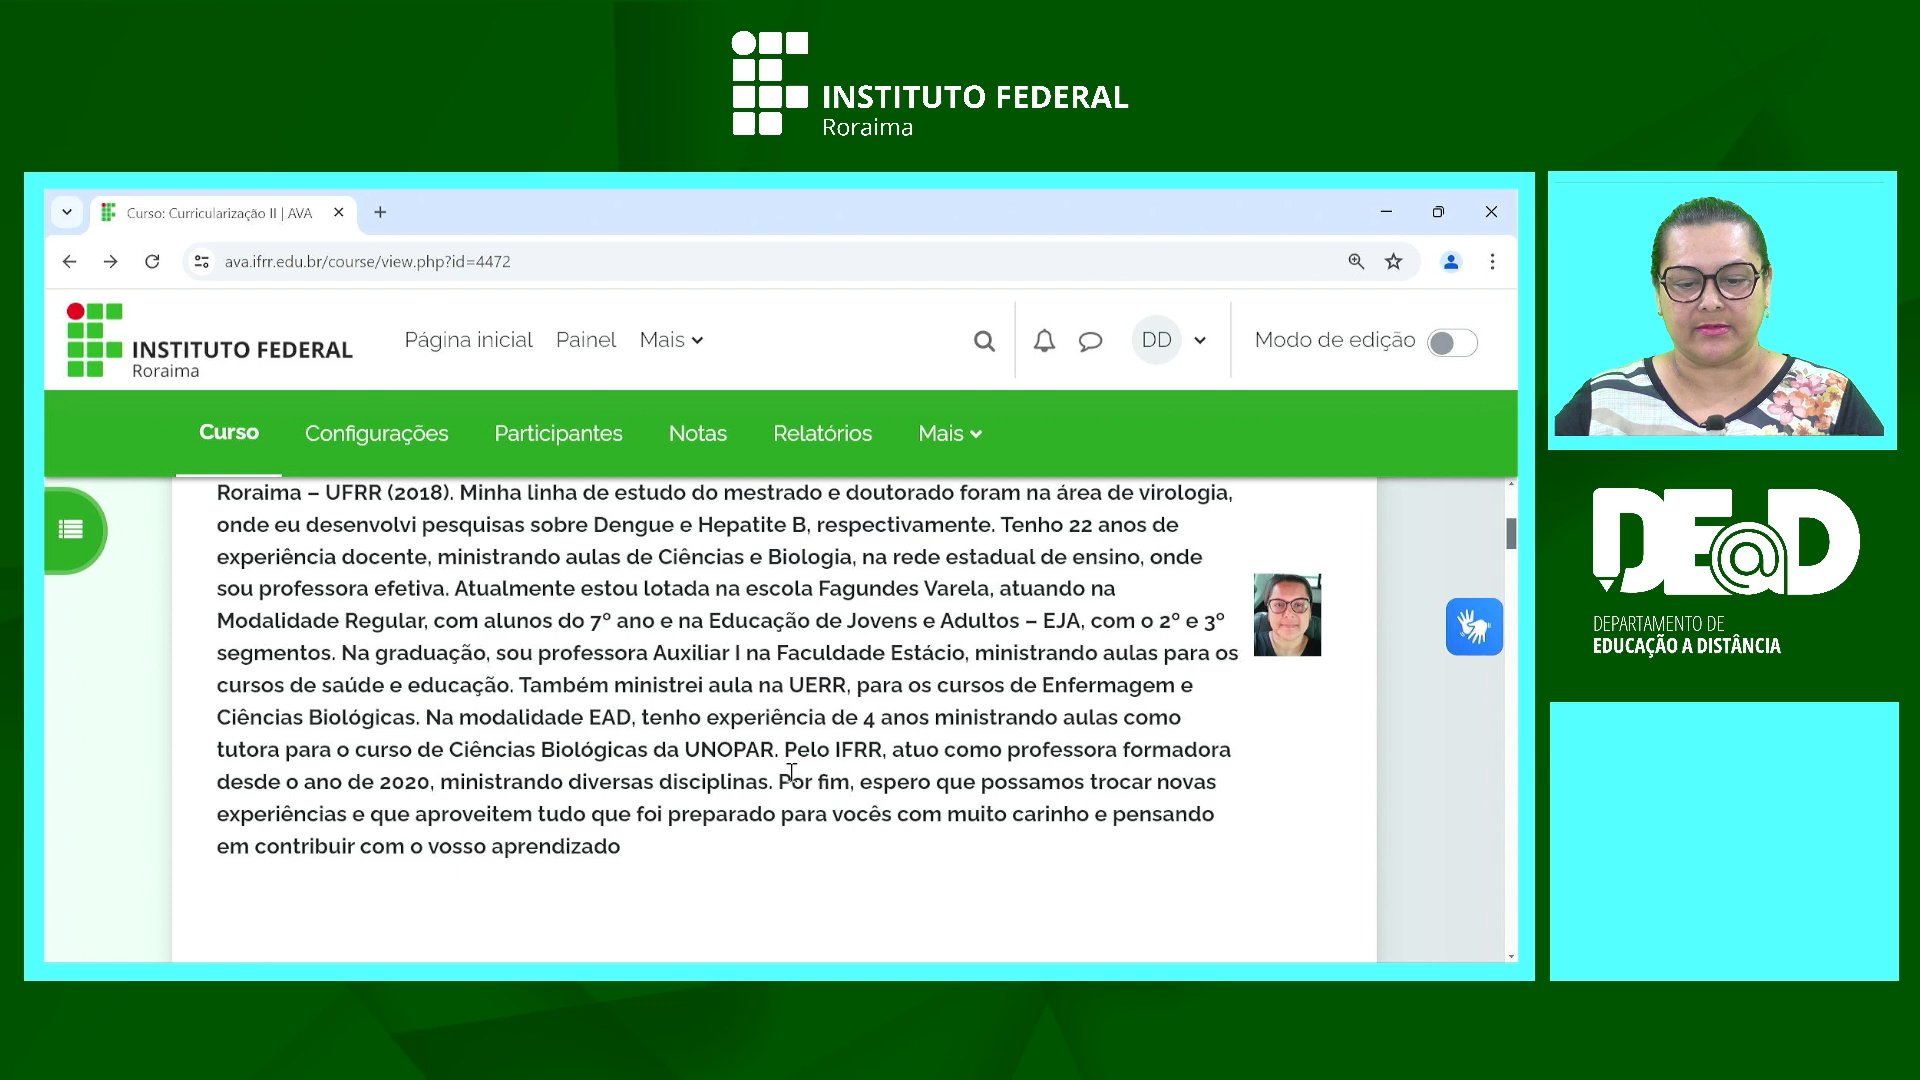 INSTITUTO FEDERAL
Roraima
Curso: Curricularização II | AVA
ava.ifrr.edu.br/course/view.php?id=4472
INSTITUTO FEDERAL
Roraima
Página inicial Painel Mais
DD
Modo de edição
Curso Configurações Participantes Notas Relatórios Mais
Roraima – UFRR (2018). Minha linha de estudo do mestrado e doutorado foram na área de virologia,
onde eu desenvolvi pesquisas sobre Dengue e Hepatite B, respectivamente. Tenho 22 anos de
experiência docente, ministrando aulas de Ciências e Biologia, na rede estadual de ensino, onde
sou professora efetiva. Atualmente estou lotada na escola Fagundes Varela, atuando na
Modalidade Regular, com alunos do 7º ano e na Educação de Jovens e Adultos – EJA, com o 2º e 3º
segmentos. Na graduação, sou professora Auxiliar I na Faculdade Estácio, ministrando aulas para os
cursos de saúde e educação. Também ministrei aula na UERR, para os cursos de Enfermagem e
Ciências Biológicas. Na modalidade EAD, tenho experiência de 4 anos ministrando aulas como
tutora para o curso de Ciências Biológicas da UNOPAR. Pelo IFRR, atuo como professora formadora
desde o ano de 2020, ministrando diversas disciplinas. Por fim, espero que possamos trocar novas
experiências e que aproveitem tudo que foi preparado para vocês com muito carinho e pensando
em contribuir com o vosso aprendizado
DE@D
DEPARTAMENTO DE
EDUCAÇÃO A DISTÂNCIA